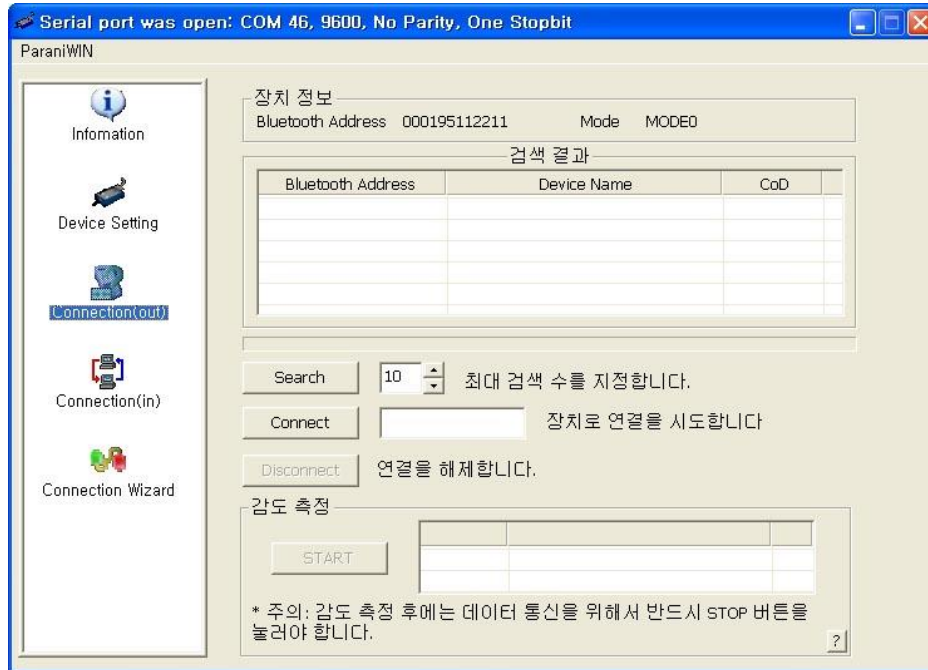 Serial port was open: COM 46, 9600, No Parity, One Stopbit
ParaniWIN
Infomation
Device Setting
Connection(out)
Connection(in)
Connection Wizard
장치 정보
Bluetooth Address 000195112211 Mode MODE0
검색 결과
Bluetooth Address Device Name CoD
Search 10 최대 검색 수를 지정합니다.
Connect 장치로 연결을 시도합니다
Disconnect 연결을 해제합니다.
감도 측정
START
* 주의: 감도 측정 후에는 데이터 통신을 위해서 반드시 STOP 버튼을
눌러야 합니다.
?